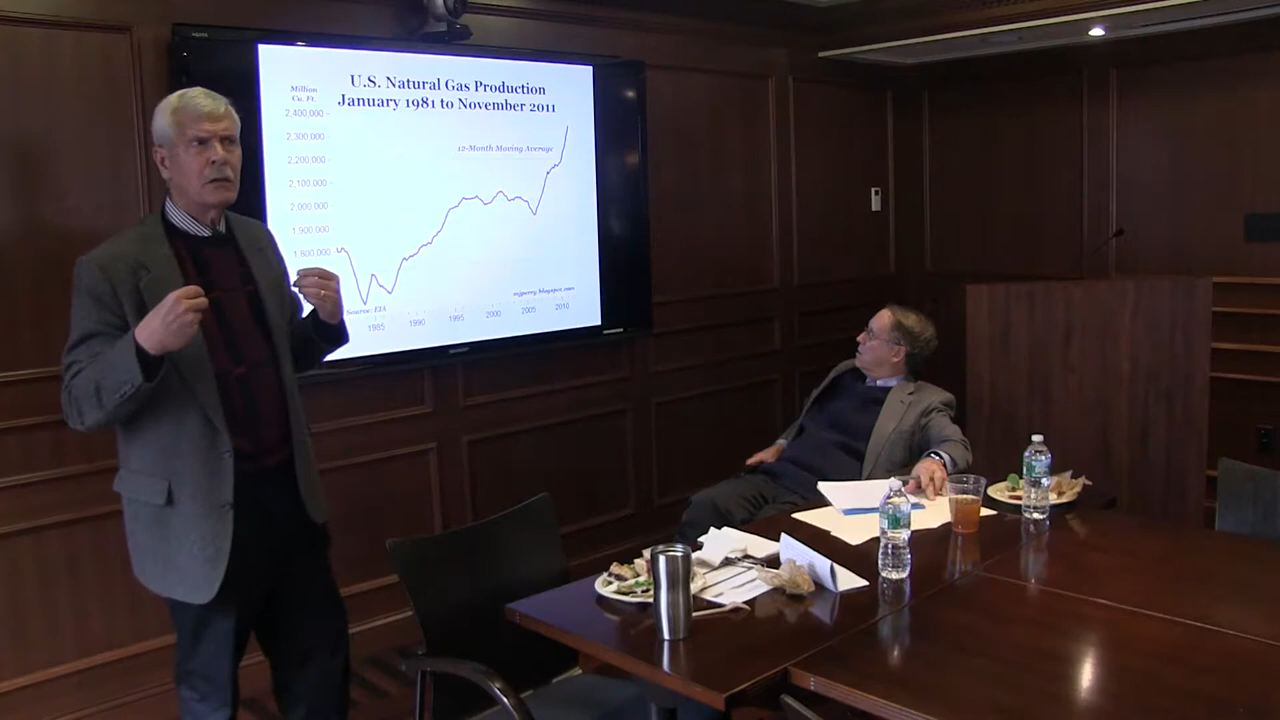 U.S. Natural Gas Production
January 1981 to November 2011
Million
Cu. Ft.
2,400,000
2,300,000
2,200,000
2,100,000
2,000,000
1,900,000
1,800,000
12-Month Moving Average
mjperry.blogspot.com
Source: EIA
1985 1990 1995 2000 2005 2010